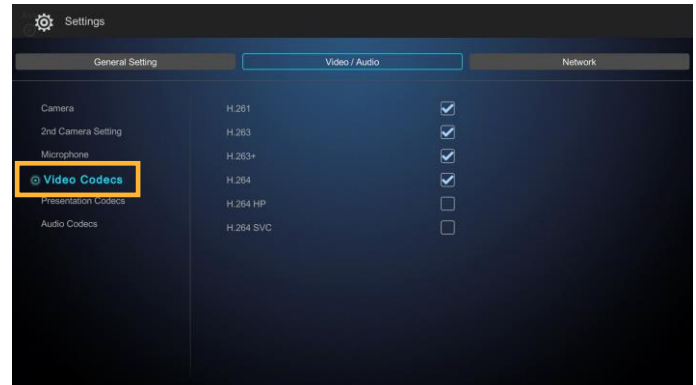 Settings
General Setting Video / Audio Network
Camera H.261
2nd Camera Setting H.263
Microphone H.263+
Video Codecs H.264
Presentation Codecs H.264 HP
Audio Codecs H.264 SVC